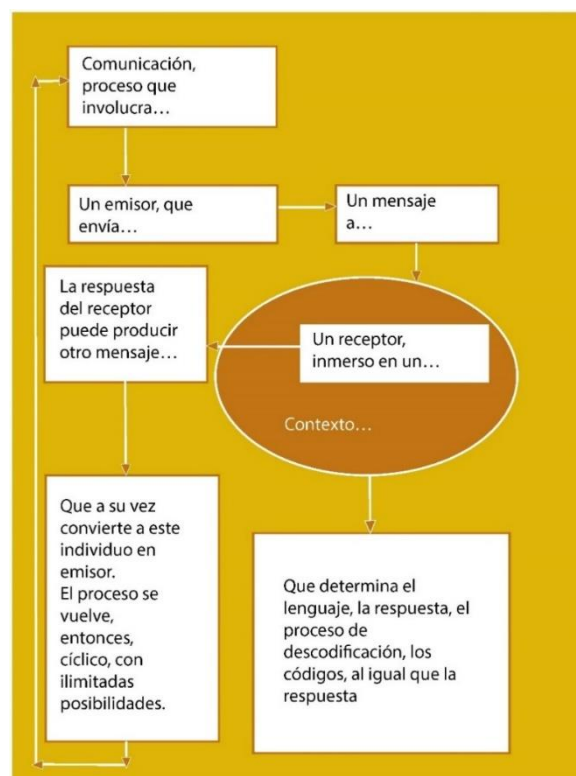 Comunicación,
proceso que
involucra…
Un emisor, que
envía…
Un mensaje
a…
La respuesta
del receptor
puede producir
otro mensaje…
Un receptor,
inmerso en un…
Contexto…
Que a su vez
convierte a este
individuo en
emisor.
El proceso se
vuelve,
entonces,
cíclico, con
ilimitadas
posibilidades.
Que determina el
lenguaje, la respuesta, el
proceso de
descodificación, los
códigos, al igual que la
respuesta